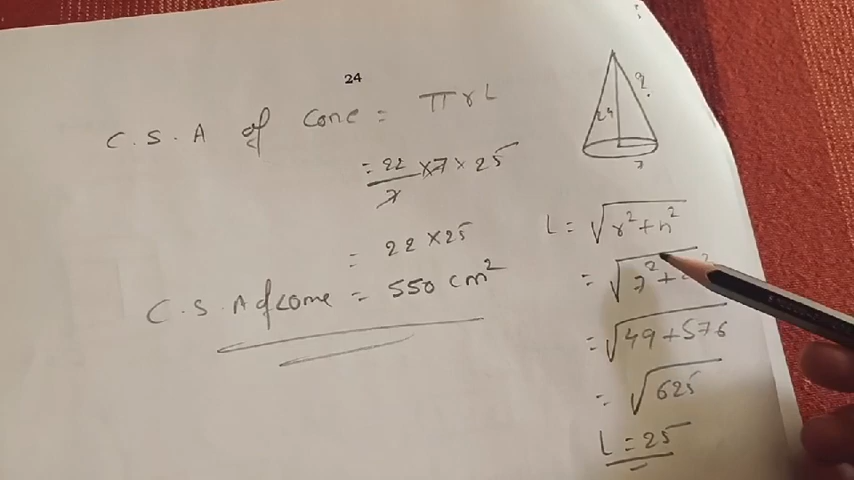 24
C.S.A of Cone = πrL
= 22/7 × 7 × 25
= 22 × 25
C.S.A of cone = 550 cm²
24
7
L = √r²+h²
= √7²+
= √49+576
= √625
L = 25